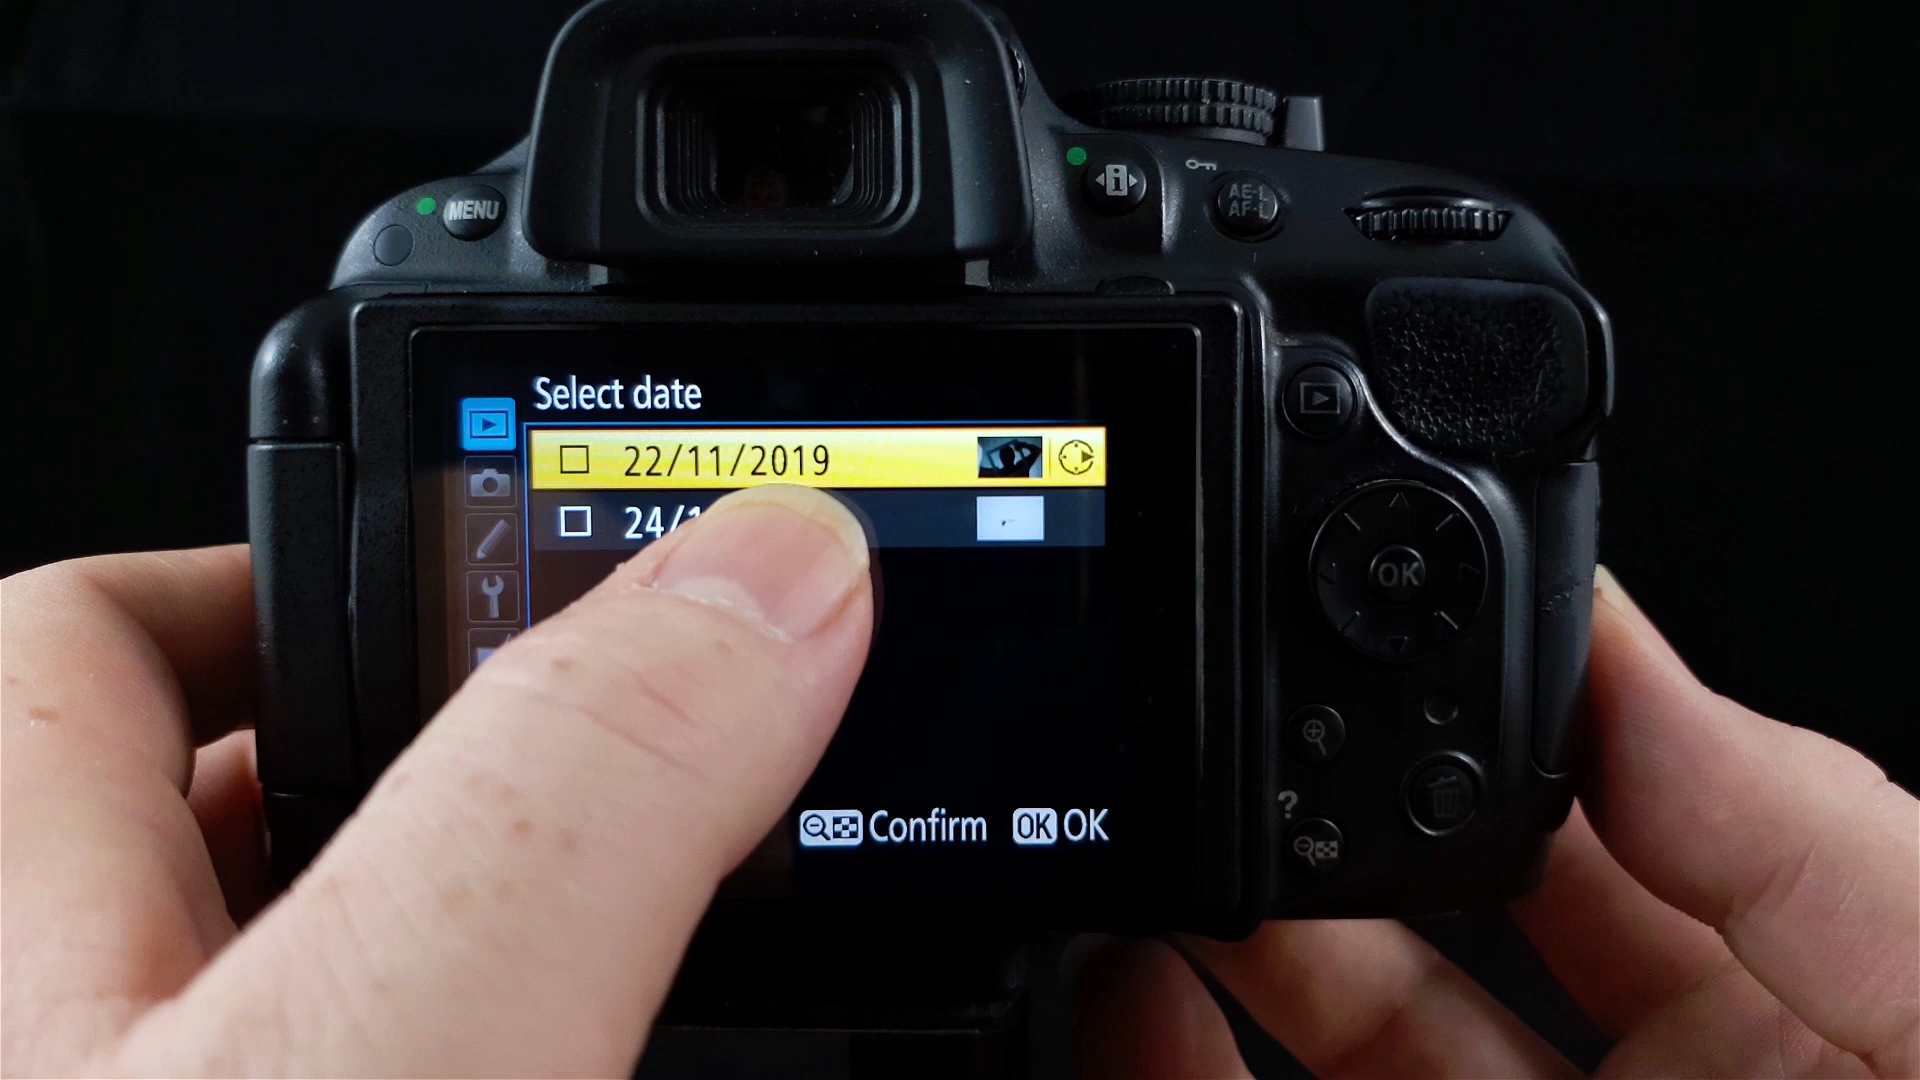 MENU
i
AE-L
AF-L
Select date
22/11/2019
24/1
OK
Confirm OK OK
?